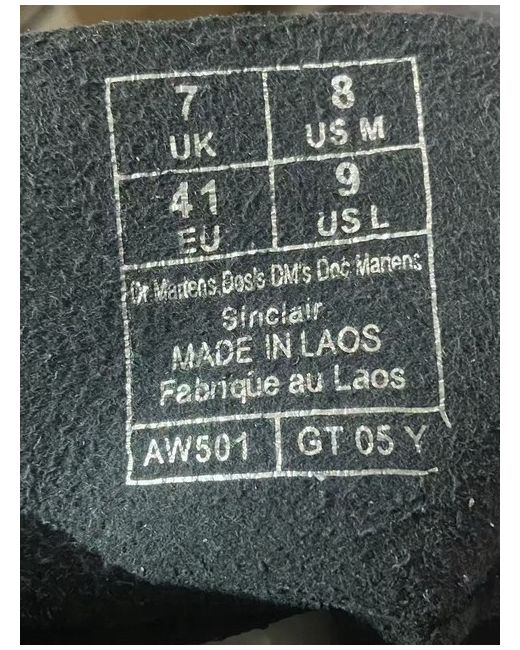 7 8
UK US M
41 9
EU US L
Dr Martens Dos's DM's Doc Martens
Sinclair
MADE IN LAOS
Fabrique au Laos
AW501 GT 05 Y